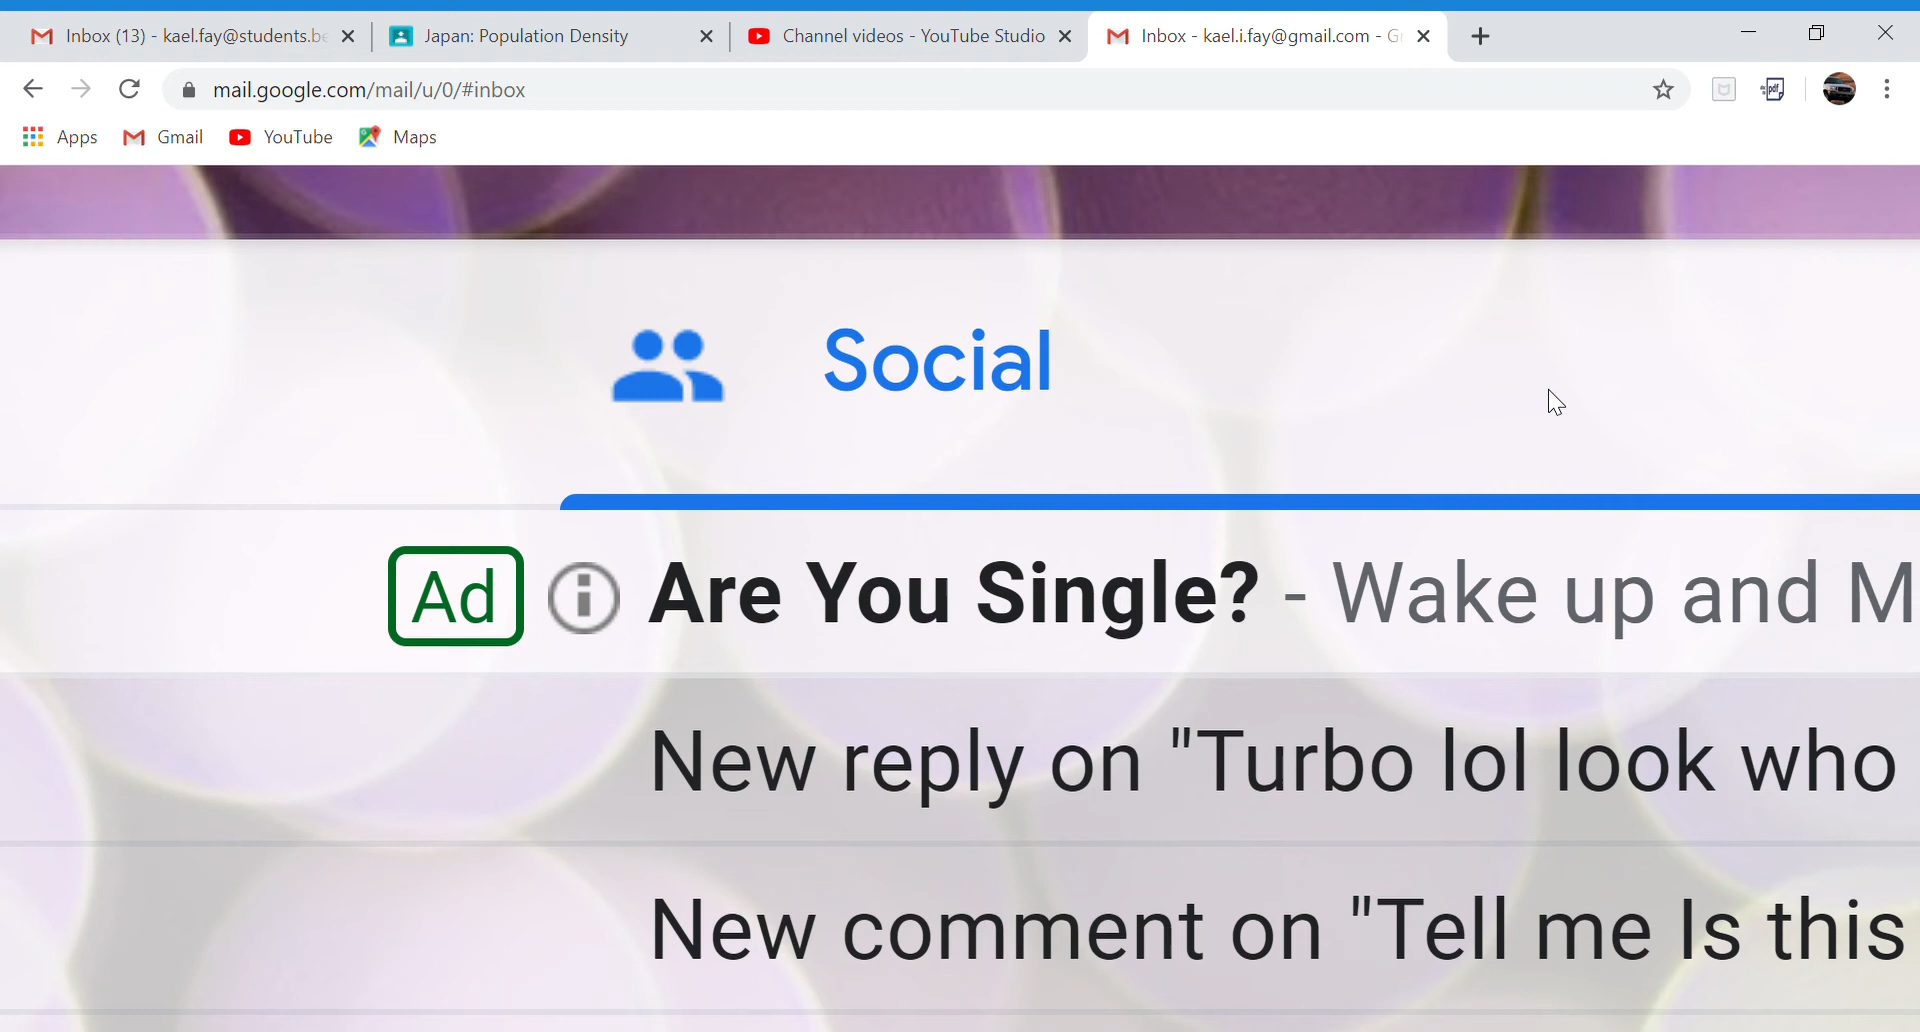 Inbox (13) - kael.fay@students.be
Japan: Population Density
Channel videos - YouTube Studio
Inbox - kael.i.fay@gmail.com - G
mail.google.com/mail/u/0/#inbox
pdf
Apps
Gmail
YouTube
Maps
Social
Ad
Are You Single? - Wake up and M
New reply on "Turbo lol look who
New comment on "Tell me Is this